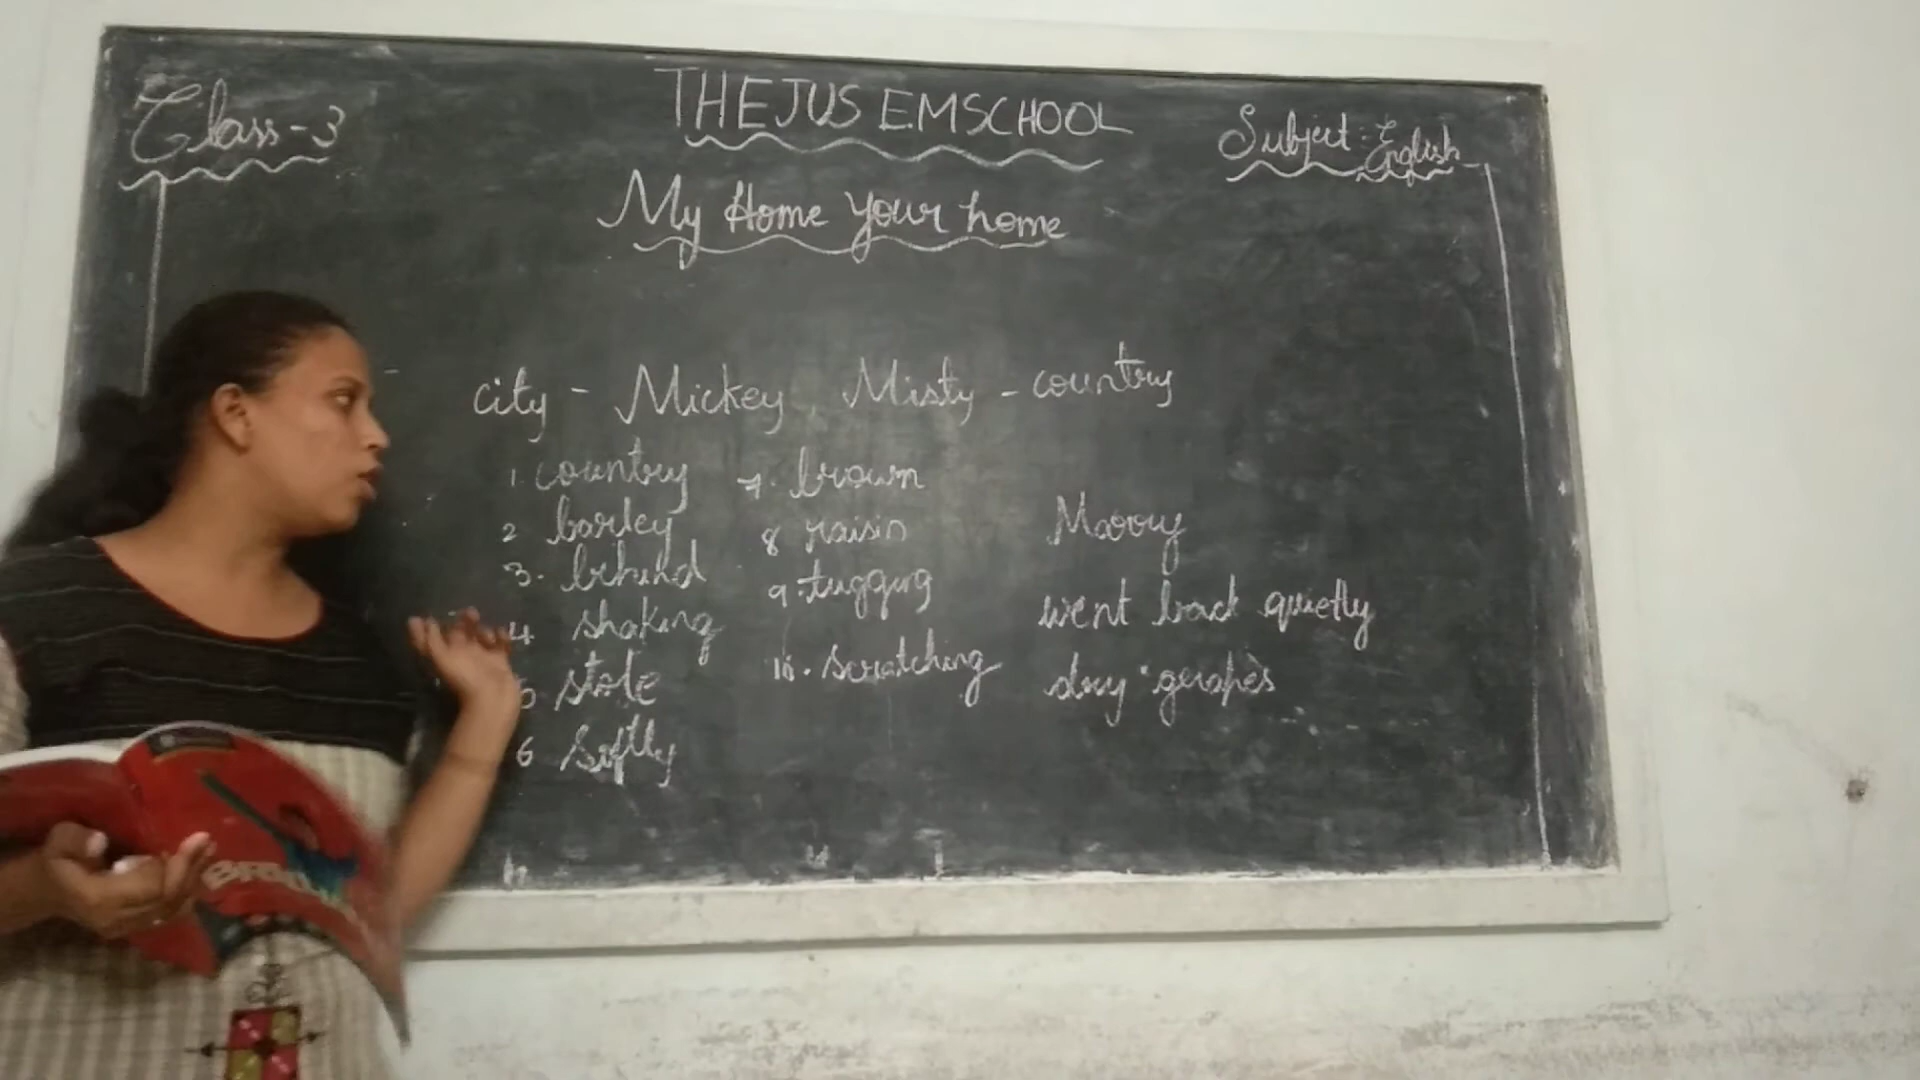 Class-3
THEJUS E.M SCHOOL
Subject: English
My Home Your home
city - Mickey, Misty - country
1. country
2 barley
3. behind
4. shaking
5 stole
6 softly
7. brown
8 raisin
9. tugging
10. scratching
went back quietly
dry grapes